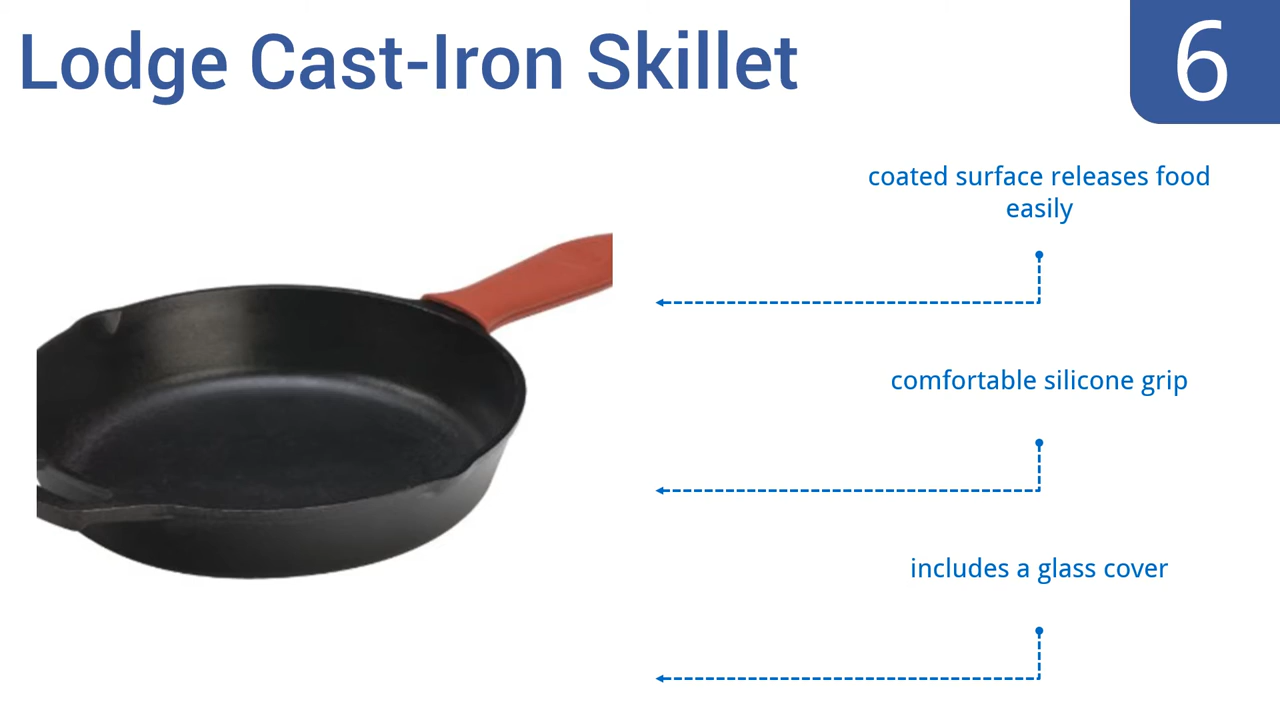 Lodge Cast-Iron Skillet
6
coated surface releases food
easily
comfortable silicone grip
includes a glass cover